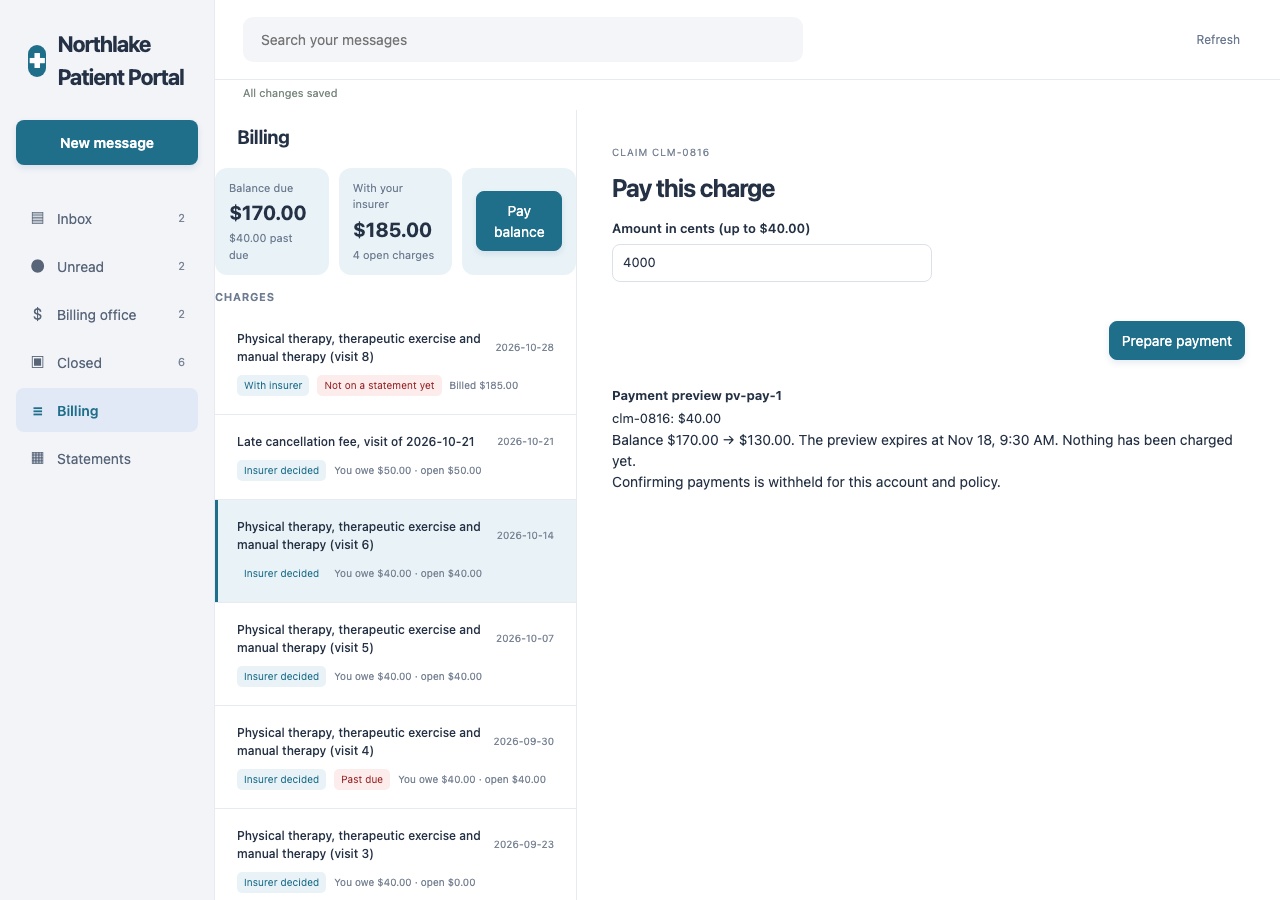 Northlake
Patient Portal
New message
Inbox 2
Unread 2
Billing office 2
Closed 6
Billing
Statements
Search your messages
Refresh
All changes saved
Billing
Balance due
$170.00
$40.00 past
due
With your
insurer
$185.00
4 open charges
Pay
balance
CHARGES
Physical therapy, therapeutic exercise and
manual therapy (visit 8)
2026-10-28
With insurer Not on a statement yet Billed $185.00
Late cancellation fee, visit of 2026-10-21 2026-10-21
Insurer decided You owe $50.00 · open $50.00
Physical therapy, therapeutic exercise and
manual therapy (visit 6)
2026-10-14
Insurer decided You owe $40.00 · open $40.00
Physical therapy, therapeutic exercise and
manual therapy (visit 5)
2026-10-07
Insurer decided You owe $40.00 · open $40.00
Physical therapy, therapeutic exercise and
manual therapy (visit 4)
2026-09-30
Insurer decided Past due You owe $40.00 · open $40.00
Physical therapy, therapeutic exercise and
manual therapy (visit 3)
2026-09-23
Insurer decided You owe $40.00 · open $0.00
CLAIM CLM-0816
Pay this charge
Amount in cents (up to $40.00)
4000
Prepare payment
Payment preview pv-pay-1
clm-0816: $40.00
Balance $170.00 → $130.00. The preview expires at Nov 18, 9:30 AM. Nothing has been charged
yet.
Confirming payments is withheld for this account and policy.